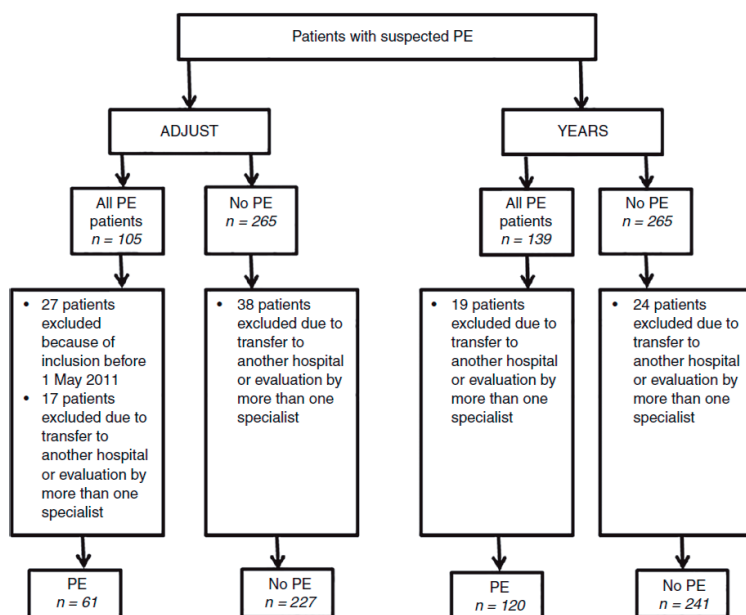 Patients with suspected PE
ADJUST
YEARS
All PE
patients
n = 105
No PE
n = 265
All PE
patients
n = 139
No PE
n = 265
• 27 patients
excluded
because of
inclusion before
1 May 2011
• 17 patients
excluded due to
transfer to
another hospital
or evaluation by
more than one
specialist
• 38 patients
excluded due to
transfer to
another hospital
or evaluation by
more than one
specialist
• 19 patients
excluded due to
transfer to
another hospital
or evaluation by
more than one
specialist
• 24 patients
excluded due to
transfer to
another hospital
or evaluation by
more than one
specialist
PE
n = 61
No PE
n = 227
PE
n = 120
No PE
n = 241